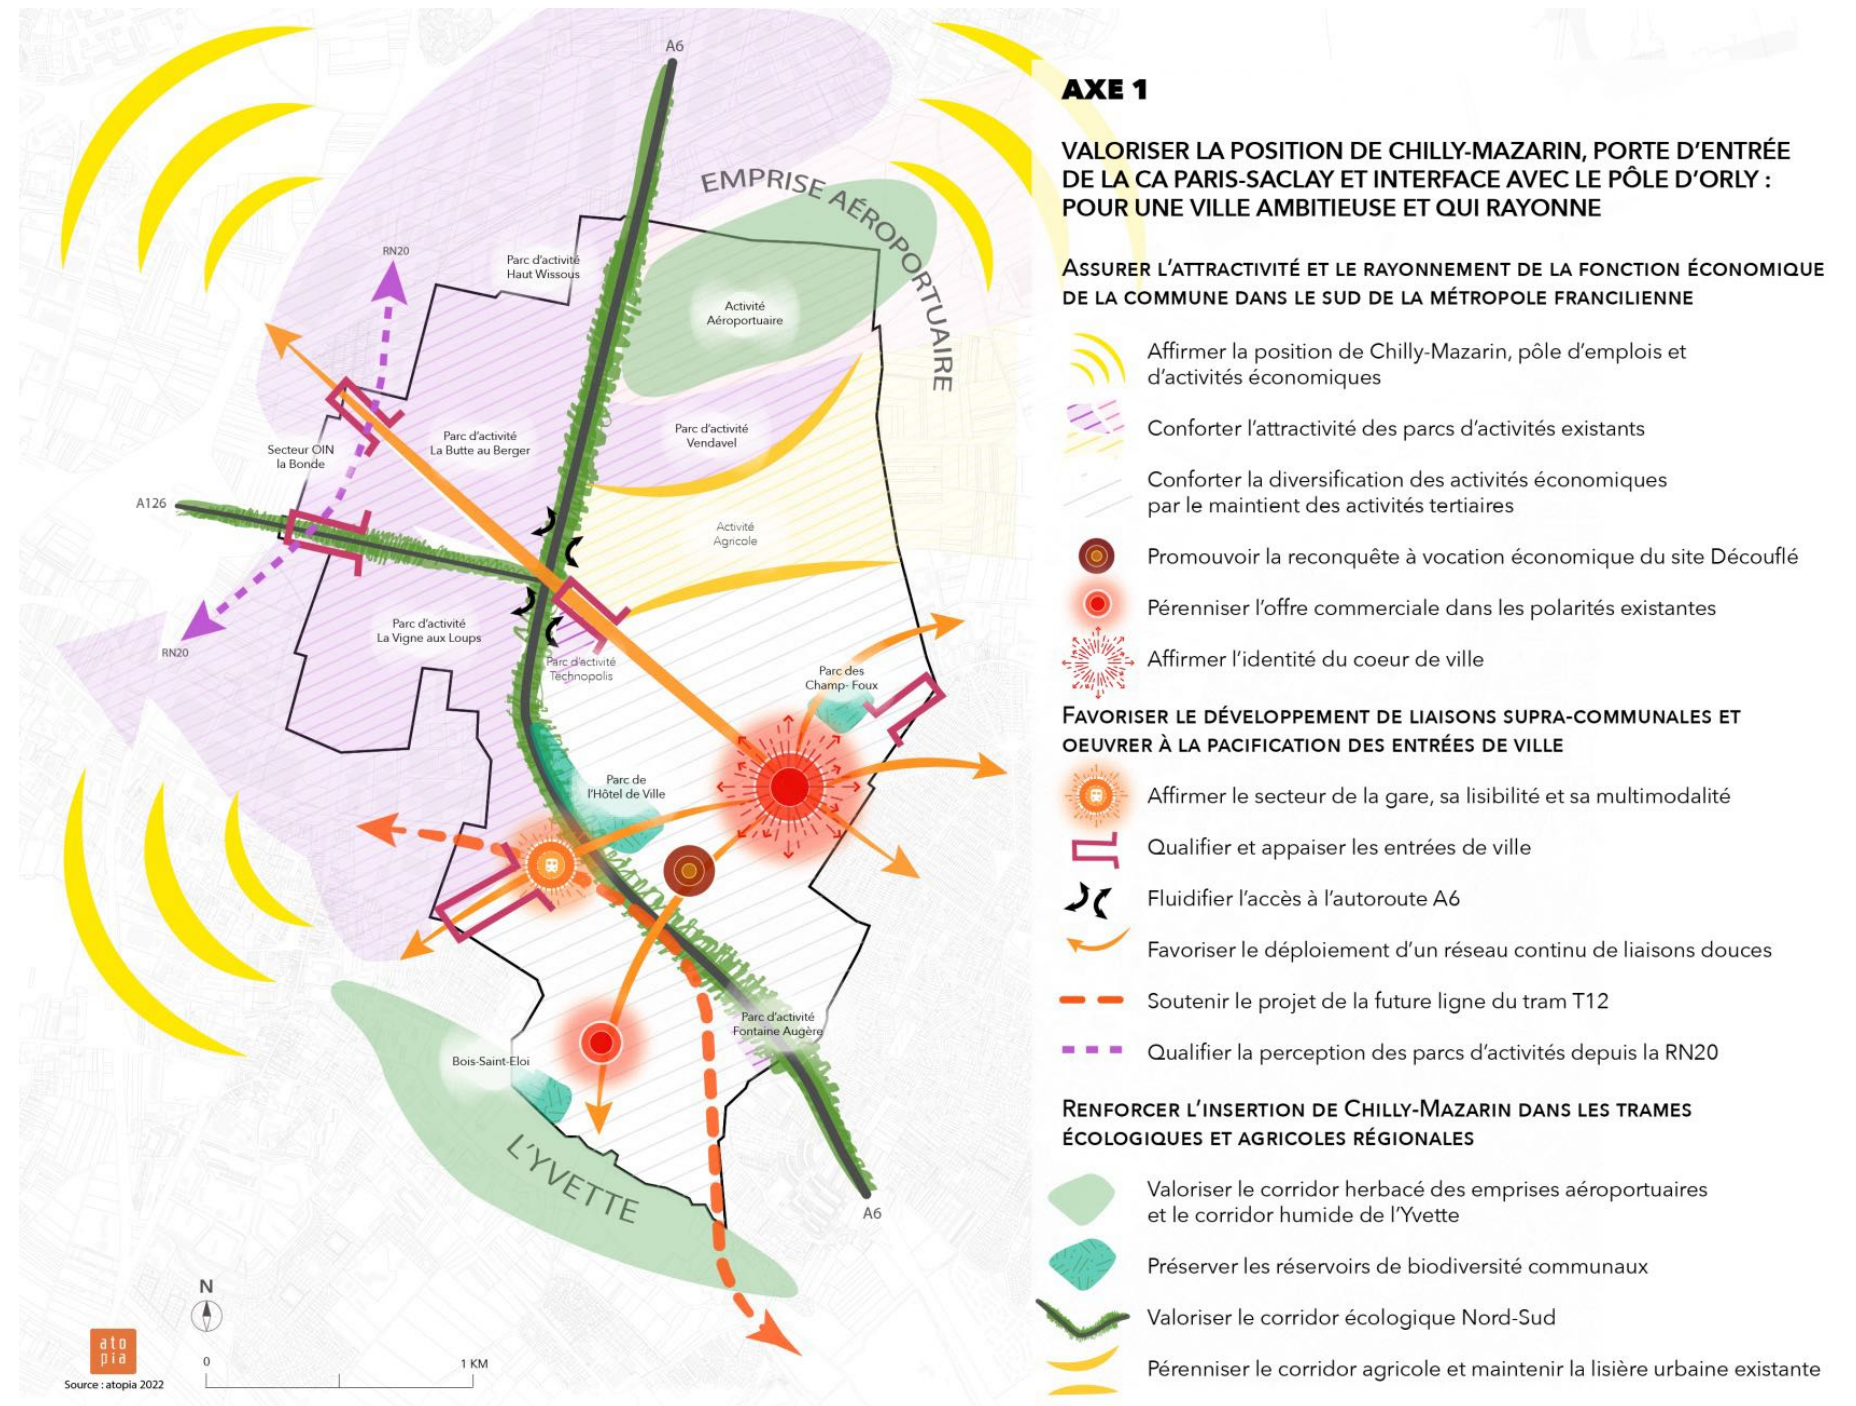 A6
EMPRISE AÉROPORTUAIRE
RN20
Parc d'activité
Haut Wissous
Activité
Aéroportuaire
Secteur OIN
la Bonde
Parc d'activité
La Butte au Berger
Parc d'activité
Vendavel
A126
Activité
Agricole
RN20
Parc d'activité
La Vigne aux Loups
Parc d'activité
Technopolis
Parc des
Champ- Foux
Parc de
l'Hôtel de Ville
Parc d'activité
Fontaine Augère
Bois-Saint-Eloi
L'YVETTE
A6
N
0
1 KM
ato
pia
Source : atopia 2022
AXE 1
VALORISER LA POSITION DE CHILLY-MAZARIN, PORTE D'ENTRÉE
DE LA CA PARIS-SACLAY ET INTERFACE AVEC LE PÔLE D'ORLY :
POUR UNE VILLE AMBITIEUSE ET QUI RAYONNE
ASSURER L'ATTRACTIVITÉ ET LE RAYONNEMENT DE LA FONCTION ÉCONOMIQUE
DE LA COMMUNE DANS LE SUD DE LA MÉTROPOLE FRANCILIENNE
Affirmer la position de Chilly-Mazarin, pôle d'emplois et
d'activités économiques
Conforter l'attractivité des parcs d'activités existants
Conforter la diversification des activités économiques
par le maintient des activités tertiaires
Promouvoir la reconquête à vocation économique du site Découflé
Pérenniser l'offre commerciale dans les polarités existantes
Affirmer l'identité du coeur de ville
FAVORISER LE DÉVELOPPEMENT DE LIAISONS SUPRA-COMMUNALES ET
OEUVRER À LA PACIFICATION DES ENTRÉES DE VILLE
Affirmer le secteur de la gare, sa lisibilité et sa multimodalité
Qualifier et appaiser les entrées de ville
Fluidifier l'accès à l'autoroute A6
Favoriser le déploiement d'un réseau continu de liaisons douces
Soutenir le projet de la future ligne du tram T12
Qualifier la perception des parcs d'activités depuis la RN20
RENFORCER L'INSERTION DE CHILLY-MAZARIN DANS LES TRAMES
ÉCOLOGIQUES ET AGRICOLES RÉGIONALES
Valoriser le corridor herbacé des emprises aéroportuaires
et le corridor humide de l'Yvette
Préserver les réservoirs de biodiversité communaux
Valoriser le corridor écologique Nord-Sud
Pérenniser le corridor agricole et maintenir la lisière urbaine existante